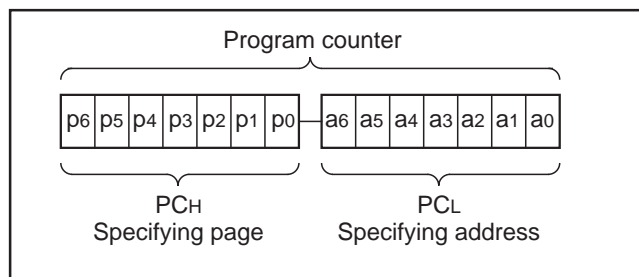 Program counter
p6 p5 p4 p3 p2 p1 p0 a6 a5 a4 a3 a2 a1 a0
PCH PCL
Specifying page Specifying address